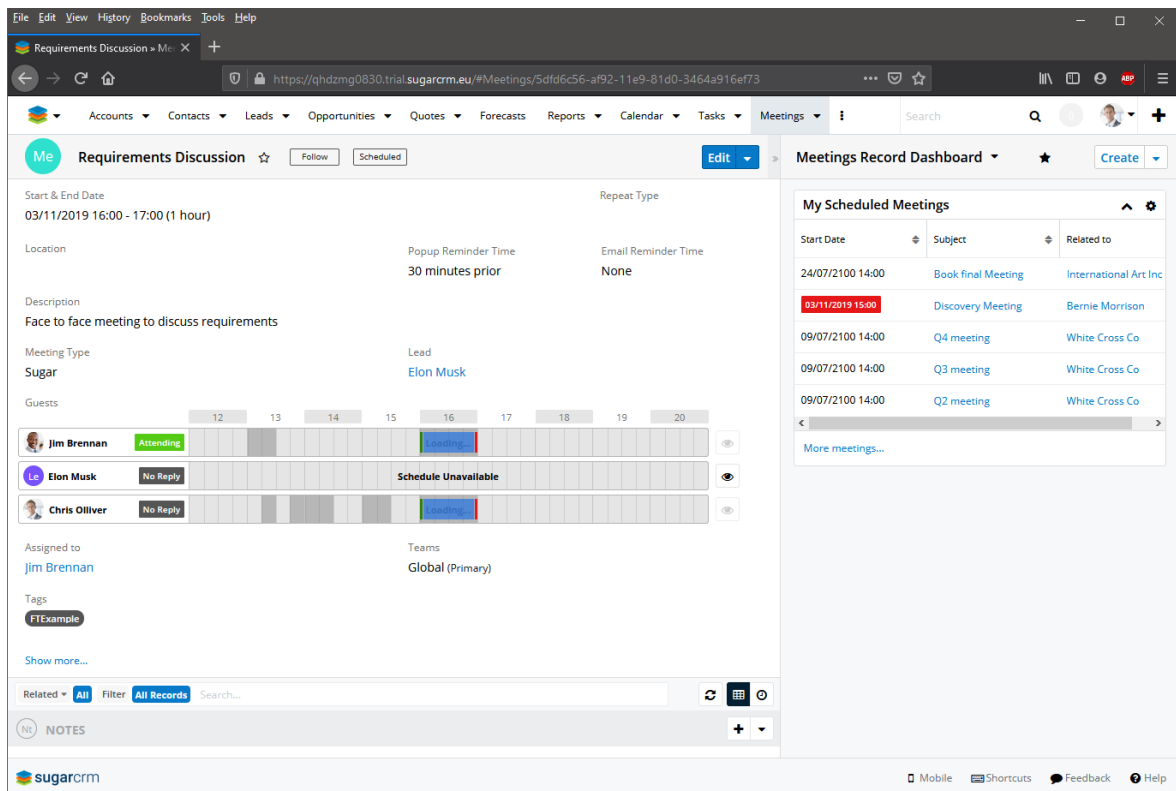 File Edit View History Bookmarks Tools Help
Requirements Discussion » Me
https://qhdzmg0830.trial.sugarcrm.eu/#Meetings/5dfd6c56-af92-11e9-81d0-3464a916ef73
ABP
Accounts Contacts Leads Opportunities Quotes Forecasts Reports Calendar Tasks Meetings Search
Me Requirements Discussion Follow Scheduled Edit
Start & End Date Repeat Type
03/11/2019 16:00 - 17:00 (1 hour)
Location Popup Reminder Time Email Reminder Time
30 minutes prior None
Description
Face to face meeting to discuss requirements
Meeting Type Lead
Sugar Elon Musk
Guests
12 13 14 15 16 17 18 19 20
Jim Brennan Attending Loading...
Le Elon Musk No Reply Schedule Unavailable
Chris Olliver No Reply Loading...
Assigned to Teams
Jim Brennan Global (Primary)
Tags
FTExample
Show more...
Related All Filter All Records Search...
Nt NOTES
Meetings Record Dashboard Create
My Scheduled Meetings
Start Date Subject Related to
24/07/2100 14:00 Book final Meeting International Art Inc
03/11/2019 15:00 Discovery Meeting Bernie Morrison
09/07/2100 14:00 Q4 meeting White Cross Co
09/07/2100 14:00 Q3 meeting White Cross Co
09/07/2100 14:00 Q2 meeting White Cross Co
More meetings...
sugarcrm Mobile Shortcuts Feedback Help